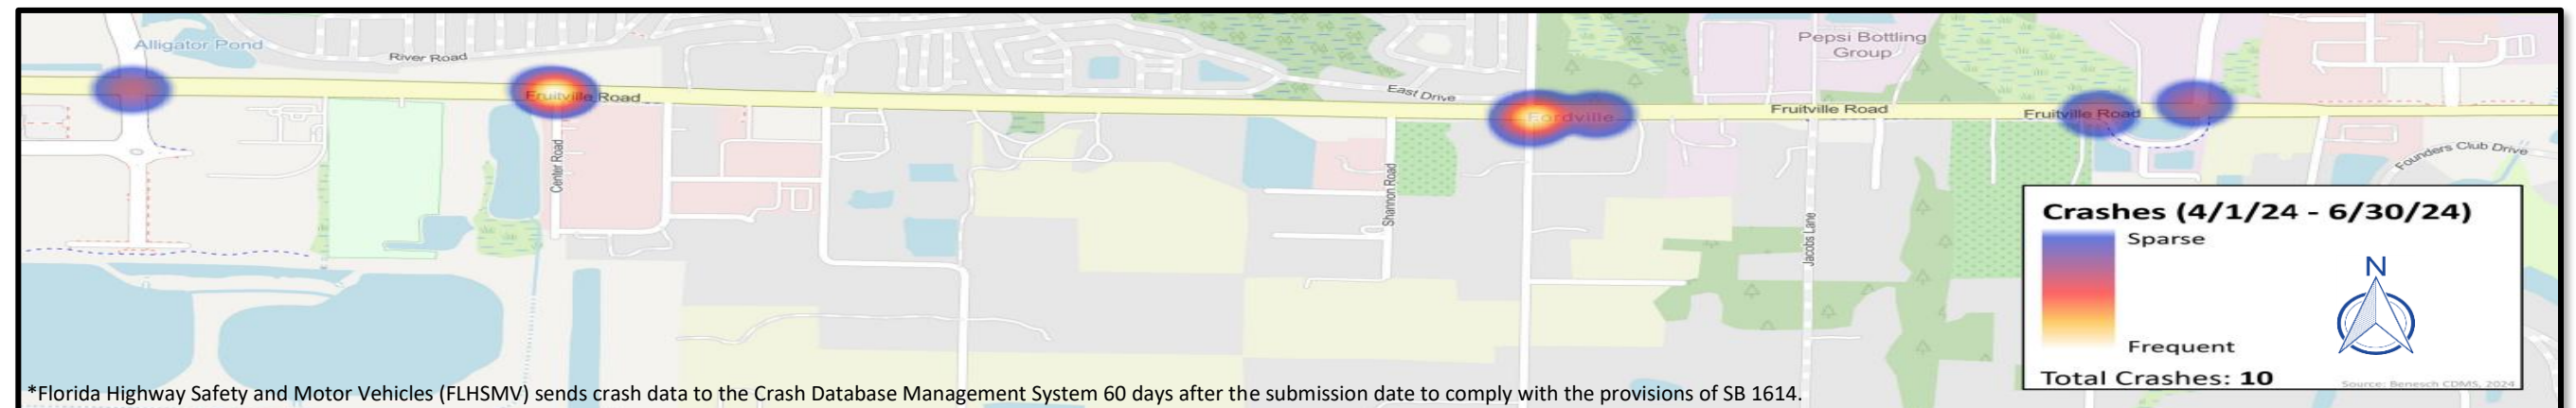 Alligator Pond
River Road
Pepsi Bottling
Group
East Drive
Fruitville Road
Fordville
Fruitville Road
Fruitville Road
Center Road
Shannon Road
Jacobs Lane
Founders Club Drive
Crashes (4/1/24 - 6/30/24)
Sparse
N
Frequent
Total Crashes: 10
Source: Benesch CDMS, 2024
*Florida Highway Safety and Motor Vehicles (FLHSMV) sends crash data to the Crash Database Management System 60 days after the submission date to comply with the provisions of SB 1614.